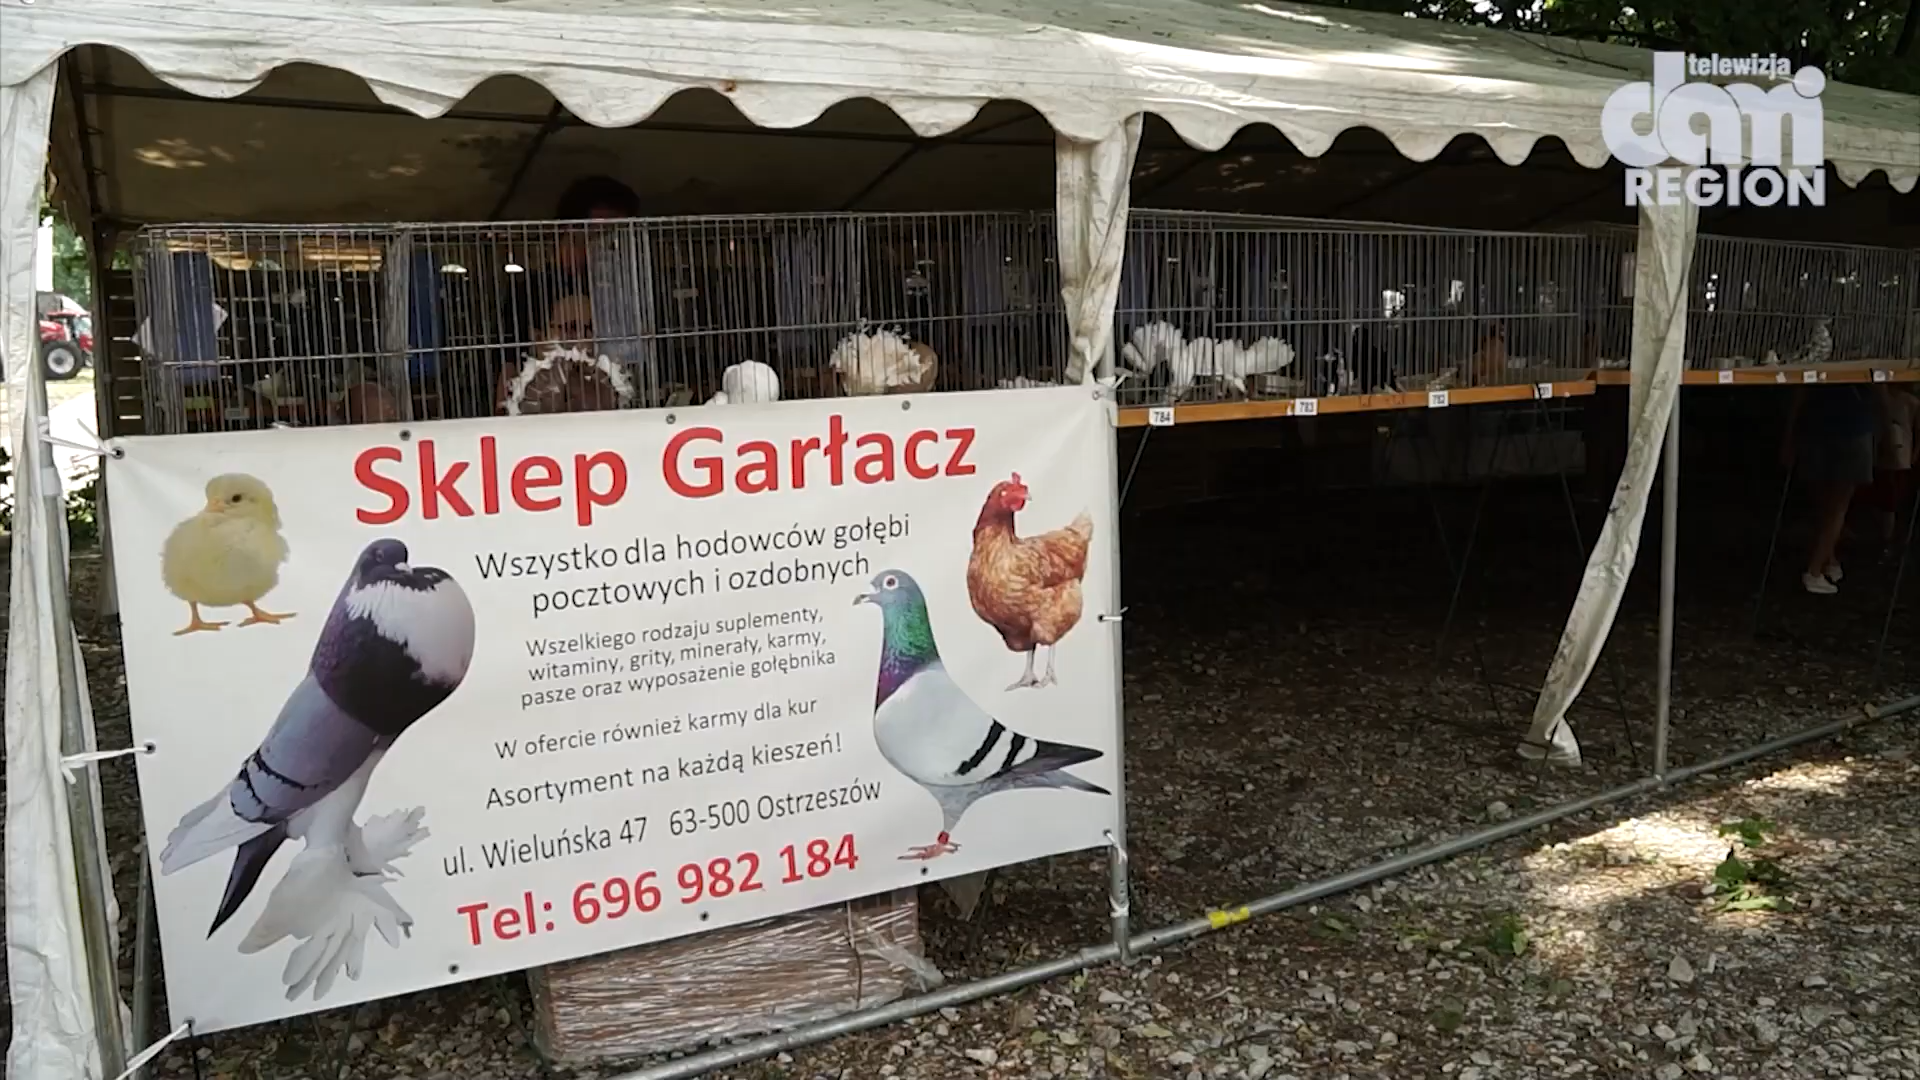 telewizja
dami
REGION
Sklep Garłacz
Wszystko dla hodowców gołębi
pocztowych i ozdobnych
Wszelkiego rodzaju suplementy,
witaminy, grity, minerały, karmy,
pasze oraz wyposażenie gołębnika
W ofercie również karmy dla kur
Asortyment na każdą kieszeń!
ul. Wieluńska 47 63-500 Ostrzeszów
Tel: 696 982 184
784
783
782